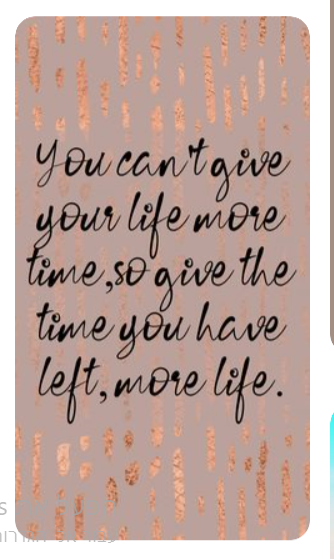 You can't give
your life more
time,so give the
time you have
left, more life.